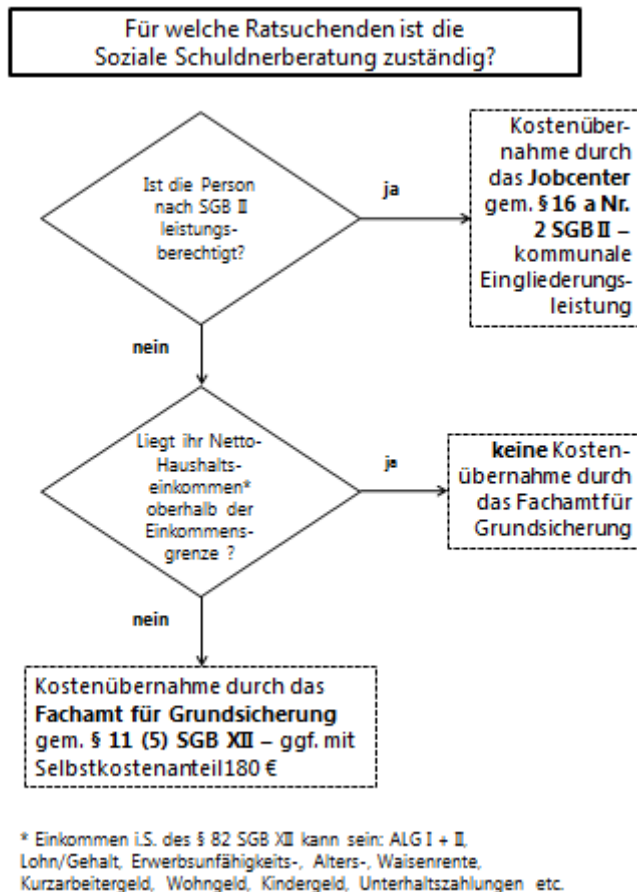 Für welche Ratsuchenden ist die
Soziale Schuldnerberatung zuständig?
Ist die Person
nach SGB II
leistungs-
berechtigt?
ja
Kostenüber-
nahme durch
das Jobcenter
gem. § 16 a Nr.
2 SGB II –
kommunale
Eingliederungs-
leistung
nein
Liegt ihr Netto-
Haushalts-
einkommen*
oberhalb der
Einkommens-
grenze ?
ja
keine Kosten-
übernahme durch
das Fachamt für
Grundsicherung
nein
Kostenübernahme durch das
Fachamt für Grundsicherung
gem. § 11 (5) SGB XII – ggf. mit
Selbstkostenanteil 180 €
* Einkommen i.S. des § 82 SGB XII kann sein: ALG I + II,
Lohn/Gehalt, Erwerbsunfähigkeits-, Alters-, Waisenrente,
Kurzarbeitergeld, Wohngeld, Kindergeld, Unterhaltszahlungen etc.